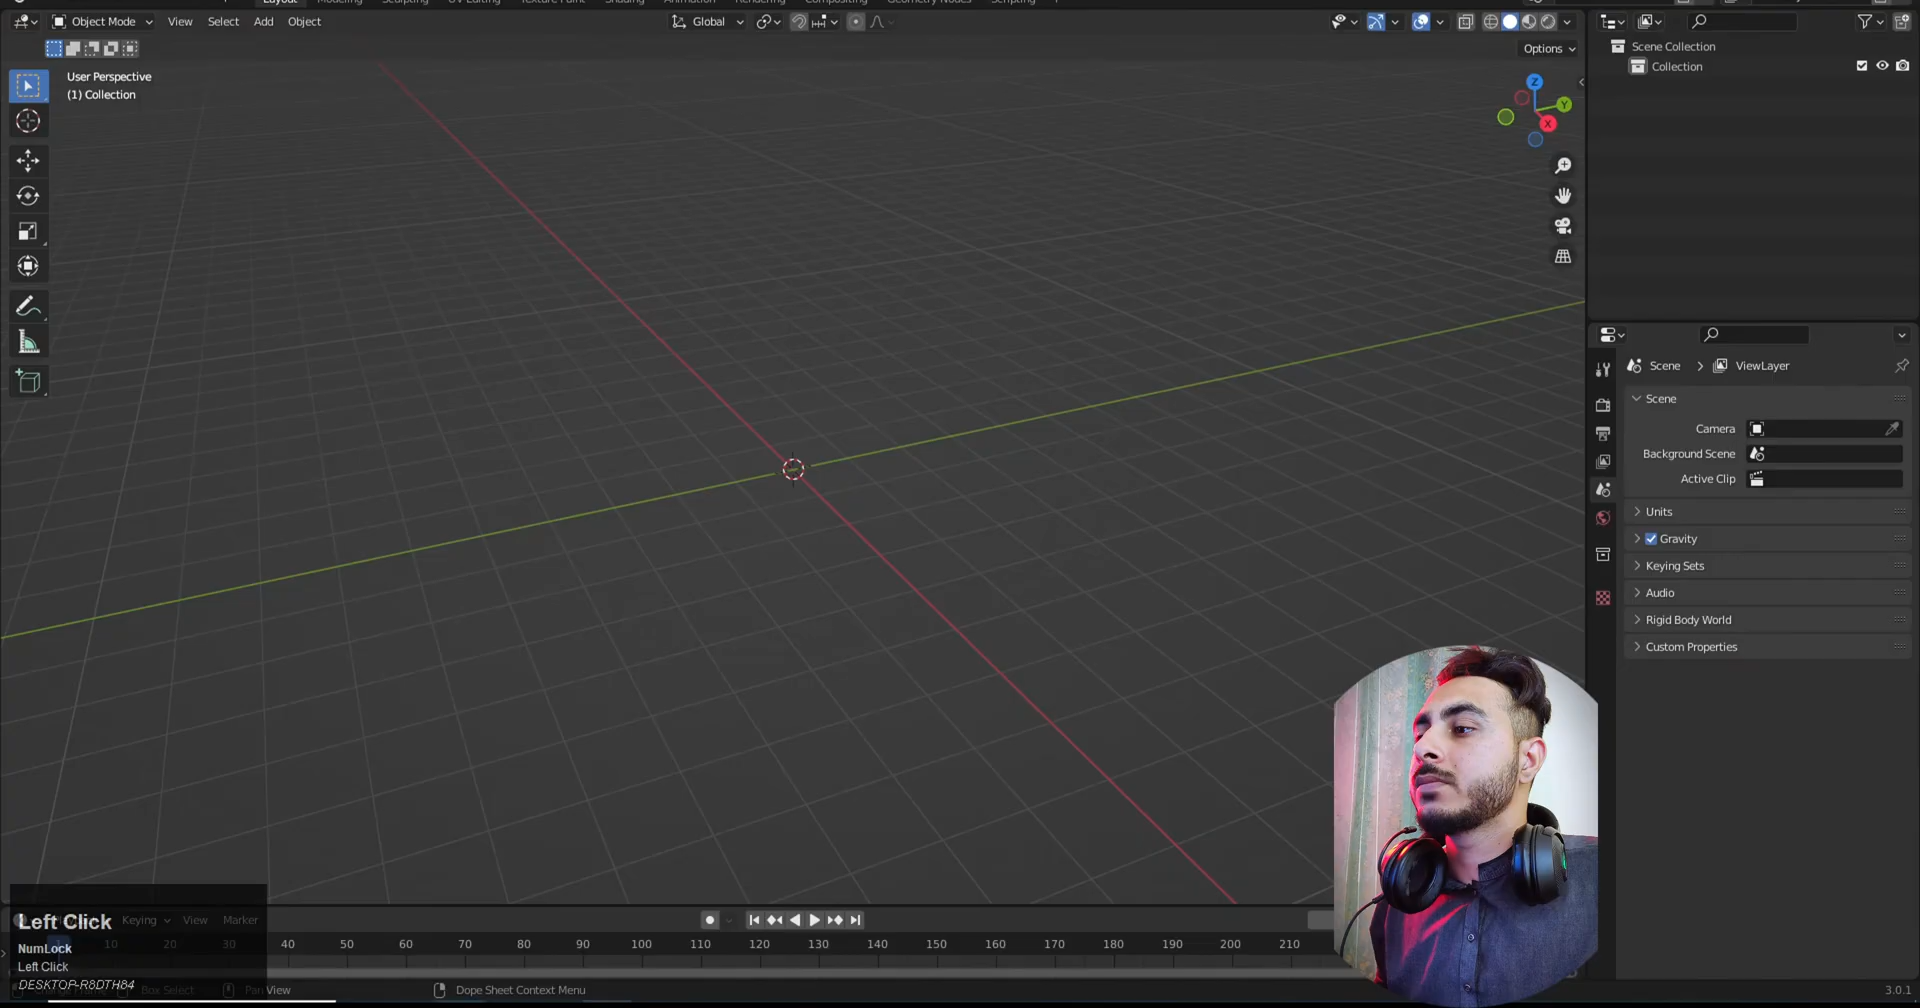 Object Mode View Select Add Object Global
Options
User Perspective
(1) Collection
Z
Y
X
Scene Collection
Collection
Scene > ViewLayer
Scene
Camera
Background Scene
Active Clip
Units
Gravity
Keying Sets
Audio
Rigid Body World
Custom Properties
Left Click
Keying View Marker
NumLock
10 20 30 40 50 60 70 80 90 100 110 120 130 140 150 160 170 180 190 200 210
Left Click
DESKTOP-R8DTH84
Box Select Pan View Dope Sheet Context Menu
3.0.1